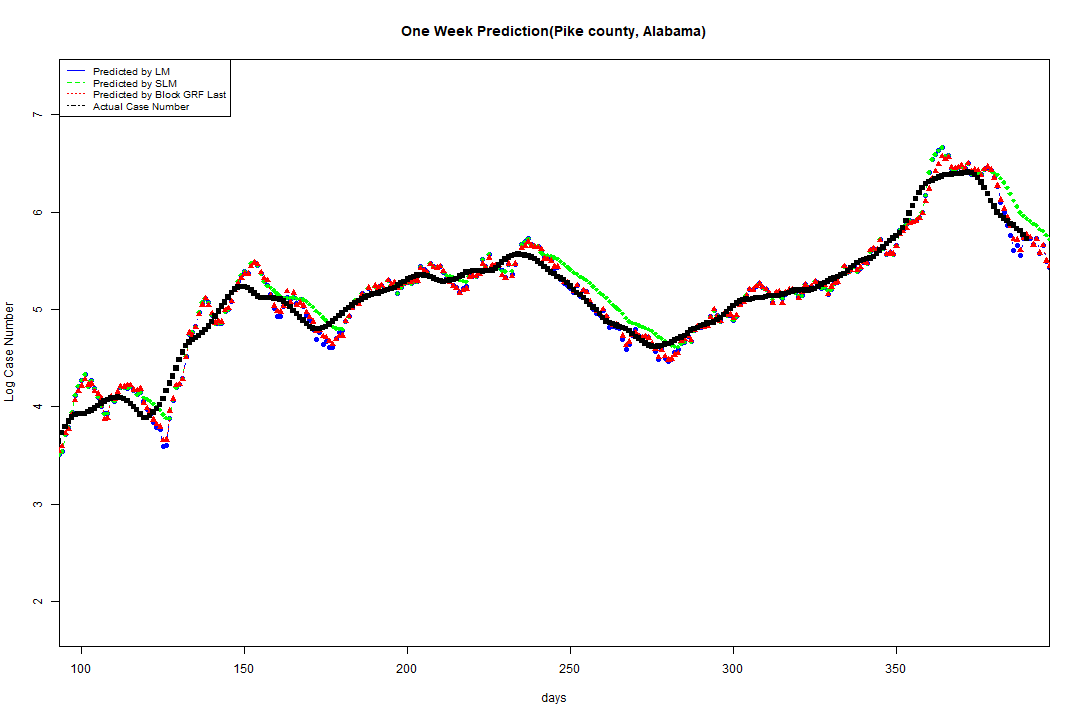 One Week Prediction(Pike county, Alabama)
Predicted by LM
Predicted by SLM
Predicted by Block GRF Last
Actual Case Number
7
6
5
4
3
2
Log Case Number
100 150 200 250 300 350
days